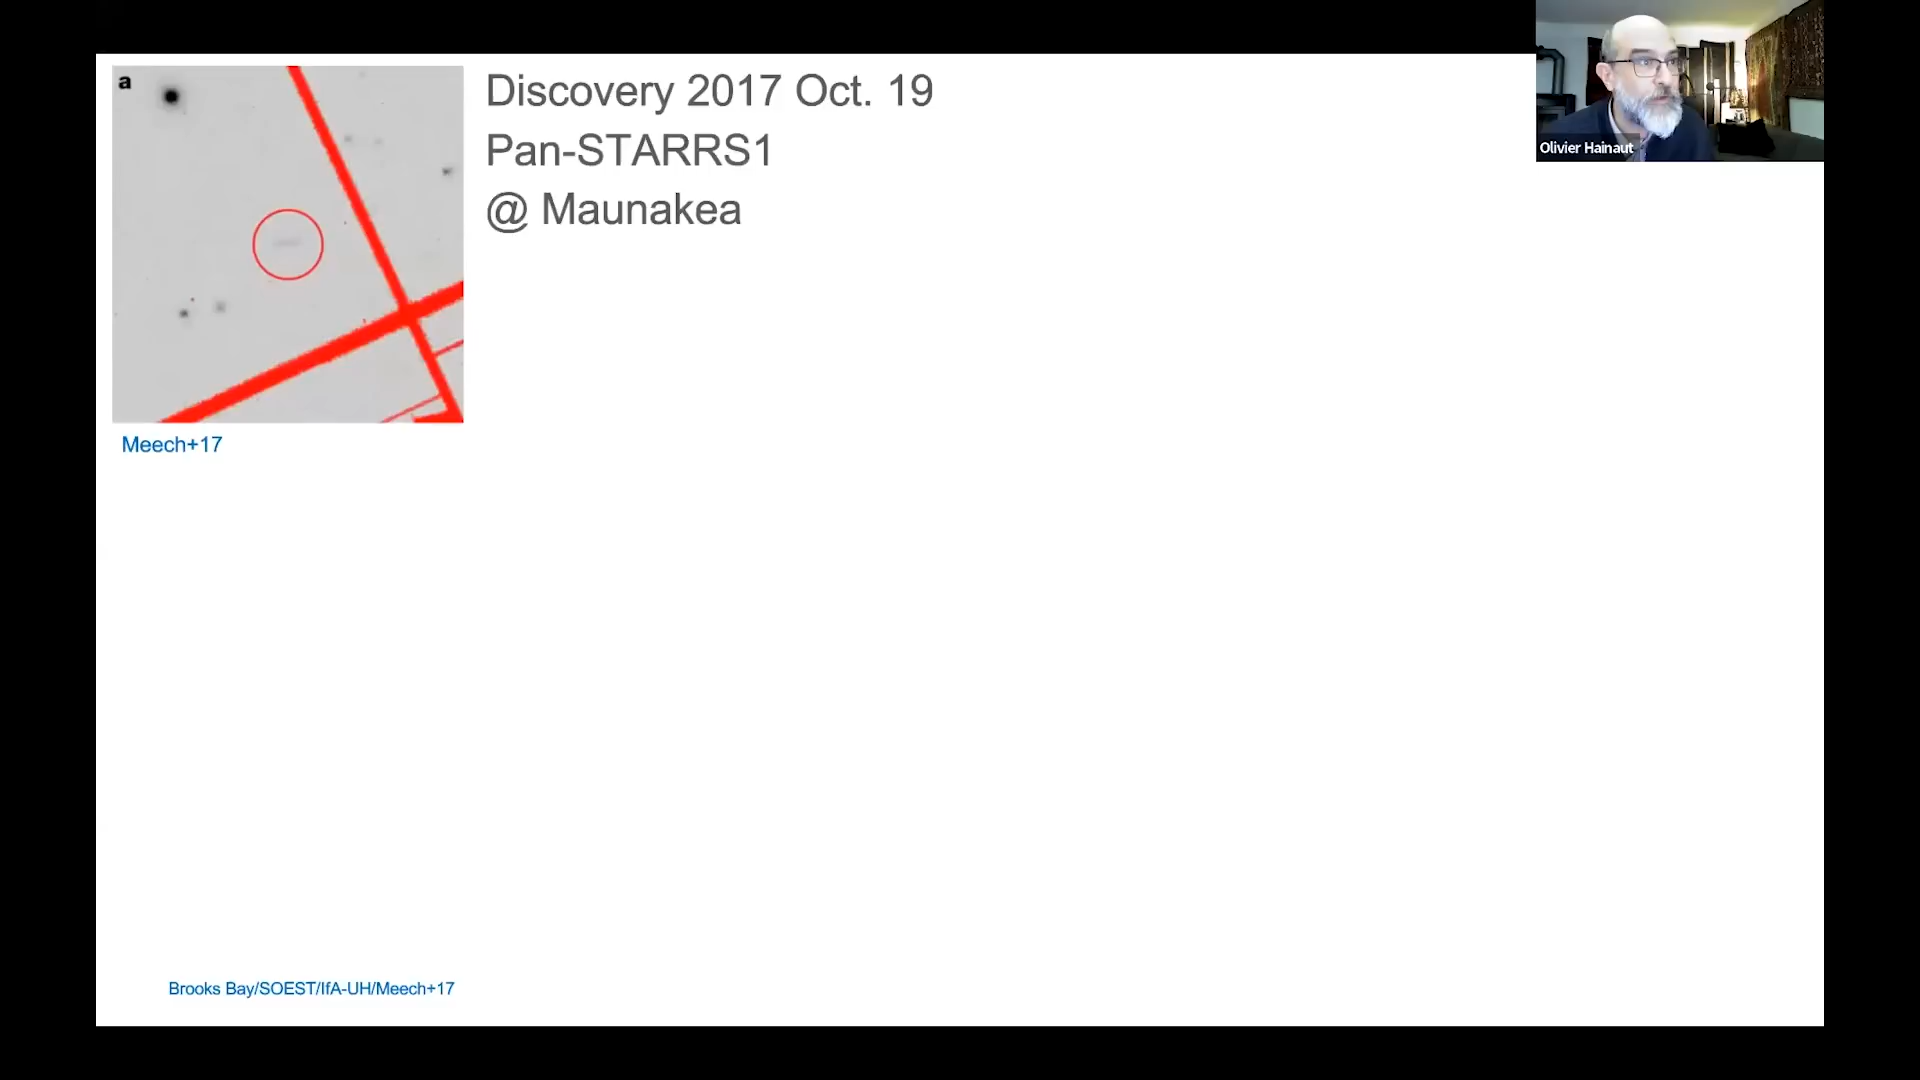 a
Discovery 2017 Oct. 19
Pan-STARRS1
@ Maunakea
Olivier Hainaut
Meech+17
Brooks Bay/SOEST/IfA-UH/Meech+17